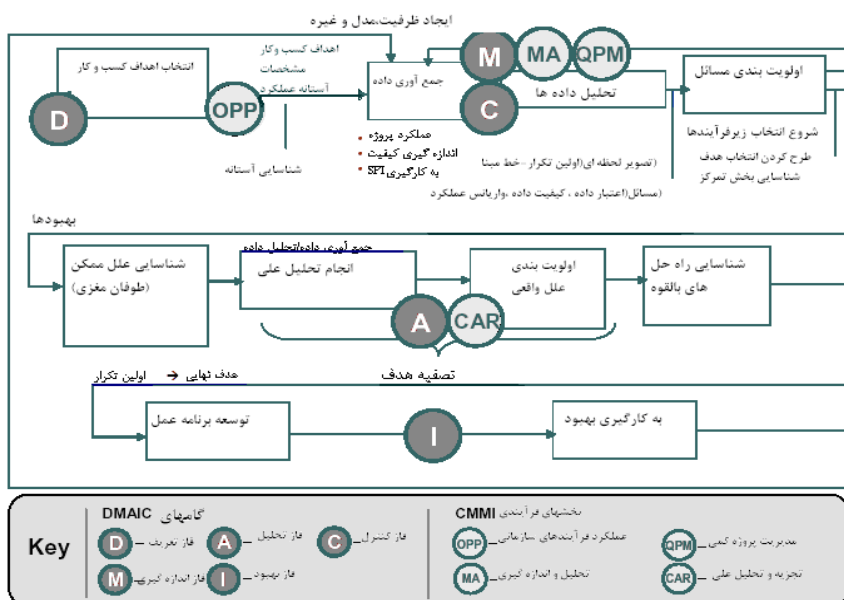 ایجاد ظرفیت،مدل و غیره
انتخاب اهداف کسب و کار
D
OPP
اهداف کسب وکار
مشخصات
آستانه عملکرد
شناسایی آستانه
جمع آوری داده
• عملکرد پروژه
• اندازه گیری کیفیت
• به کارگیری SPI
M
MA
QPM
C
تحلیل داده ها
اولویت بندی مسائل
(تصویر لحظه ای(اولین تکرار -خط مبنا
(مسائل(اعتبار داده ، کیفیت داده ،واریانس عملکرد
شروع انتخاب زیرفرآیندها
طرح کردن انتخاب هدف
شناسایی بخش تمرکز
بهبودها
شناسایی علل ممکن
(طوفان مغزی)
جمع آوری داده/تحلیل داده
انجام تحلیل علی
اولویت بندی
علل واقعی
شناسایی راه حل
های بالقوه
A
CAR
تصفیه هدف
اولین تکرار → هدف نهایی
توسعه برنامه عمل
I
به کارگیری بهبود
Key
گامهای DMAIC
D _ فاز تعریف
A _ فاز تحلیل
C _ فاز کنترل
M _ فاز اندازه گیری
I _ فاز بهبود
بخشهای فرآیندی CMMI
OPP _ عملکرد فرآیندهای سازمانی
QPM _ مدیریت پروژه کمی
MA _ تحلیل و اندازه گیری
CAR _ تجزیه و تحلیل علی